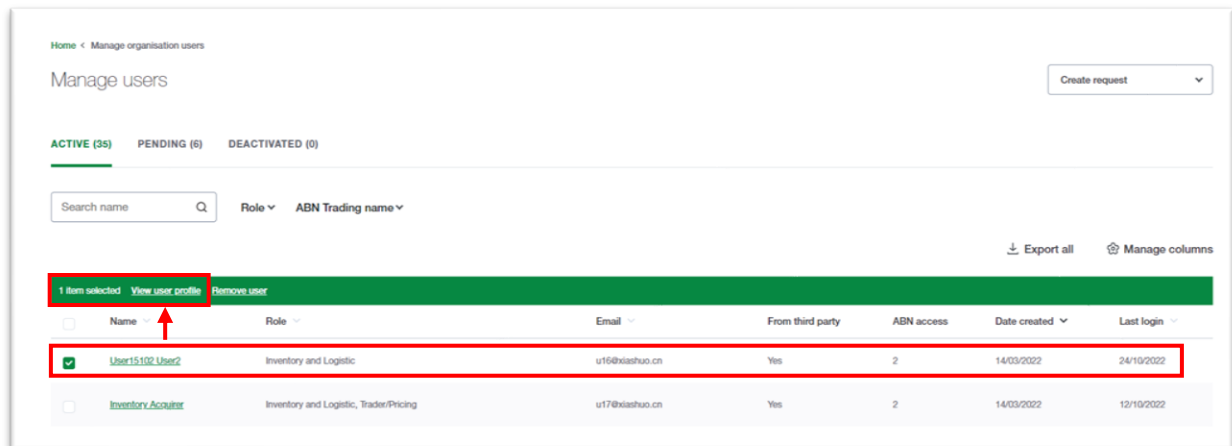 Home < Manage organisation users
Manage users
Create request
ACTIVE (35) PENDING (6) DEACTIVATED (0)
Search name Role ABN Trading name
Export all Manage columns
1 item selected View user profile Remove user
Name Role Email From third party ABN access Date created Last login
User15102 User2 Inventory and Logistic u16@xiashuo.cn Yes 2 14/03/2022 24/10/2022
Inventory Acquirer Inventory and Logistic, Trader/Pricing u17@xiashuo.cn Yes 2 14/03/2022 12/10/2022